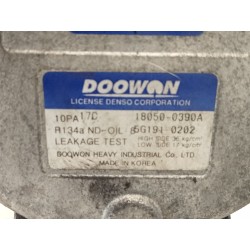 DOOWON
LICENSE DENSO CORPORATION
10PA17C 18050-0390A
R134a ND-OIL 8 6G191 0202
LEAKAGE TEST HIGH SIDE 36 kg/cm² LOW SIDE 17 kg/cm²
DOOWON HEAVY INDUSTRIAL Co. LTD.
MADE IN KOREA